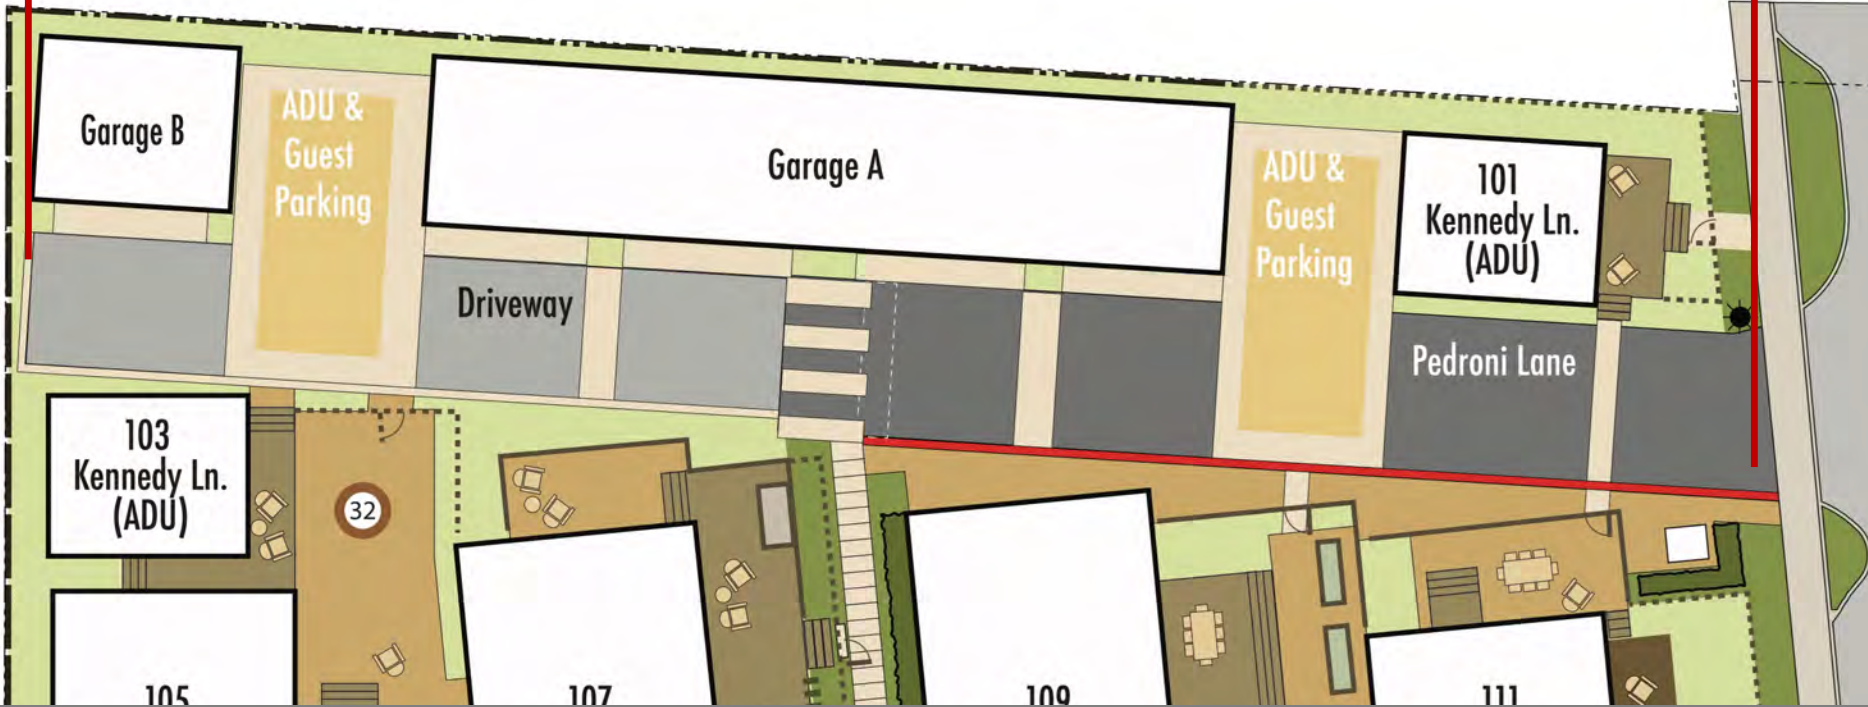 Garage B
ADU &
Guest
Parking
Garage A
ADU &
Guest
Parking
101
Kennedy Ln.
(ADU)
Driveway
Pedroni Lane
103
Kennedy Ln.
(ADU)
32
105
107
109
111